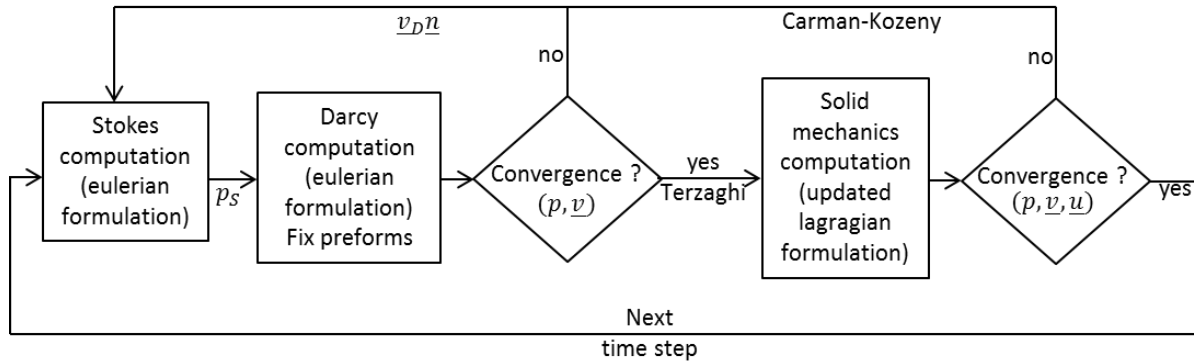 v_D n
Carman-Kozeny
no
no
Stokes
computation
(eulerian
formulation)
p_S
Darcy
computation
(eulerian
formulation)
Fix preforms
Convergence ?
(p, v)
yes
Terzaghi
Solid
mechanics
computation
(updated
lagragian
formulation)
Convergence ?
(p, v, u)
yes
Next
time step